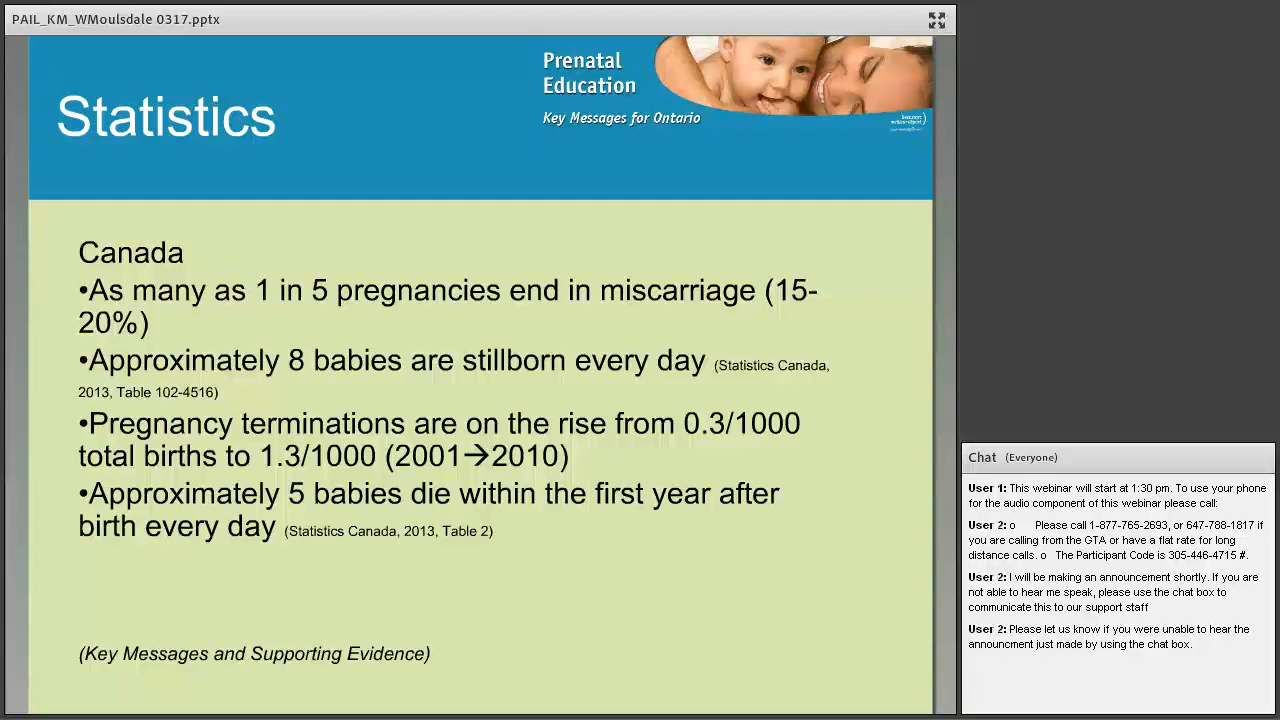 PAIL_KM_WMoulsdale 0317.pptx
Prenatal
Education
Key Messages for Ontario
Statistics
Canada
•As many as 1 in 5 pregnancies end in miscarriage (15-
20%)
•Approximately 8 babies are stillborn every day (Statistics Canada,
2013, Table 102-4516)
•Pregnancy terminations are on the rise from 0.3/1000
total births to 1.3/1000 (2001→2010)
•Approximately 5 babies die within the first year after
birth every day (Statistics Canada, 2013, Table 2)
(Key Messages and Supporting Evidence)
Chat (Everyone)
User 1: This webinar will start at 1:30 pm. To use your phone
for the audio component of this webinar please call:
User 2: o Please call 1-877-765-2693, or 647-788-1817 if
you are calling from the GTA or have a flat rate for long
distance calls. o The Participant Code is 305-446-4715 #.
User 2: I will be making an announcement shortly. If you are
not able to hear me speak, please use the chat box to
communicate this to our support staff
User 2: Please let us know if you were unable to hear the
announcment just made by using the chat box.